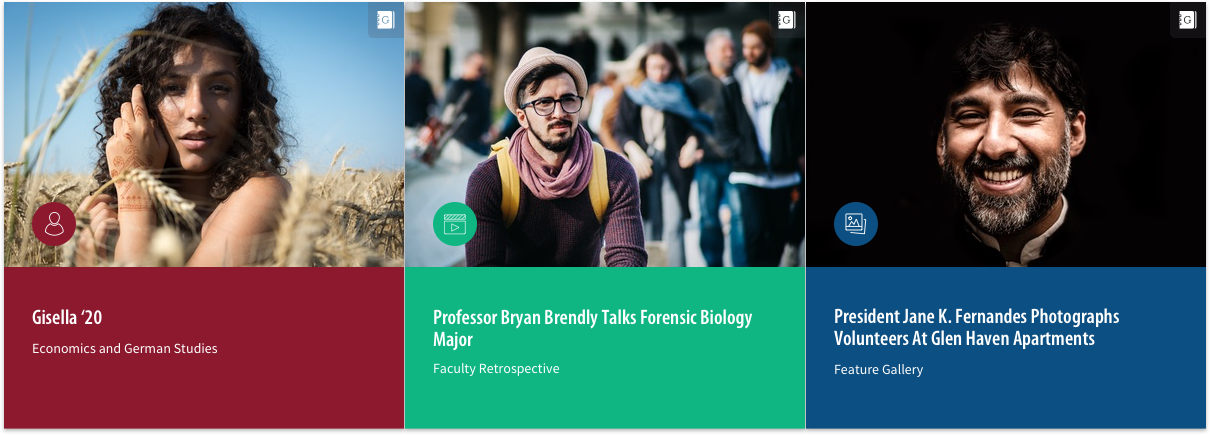 G
G
Gisella ‘20
Economics and German Studies
Professor Bryan Brendly Talks Forensic Biology
Major
Faculty Retrospective
President Jane K. Fernandes Photographs
Volunteers At Glen Haven Apartments
Feature Gallery